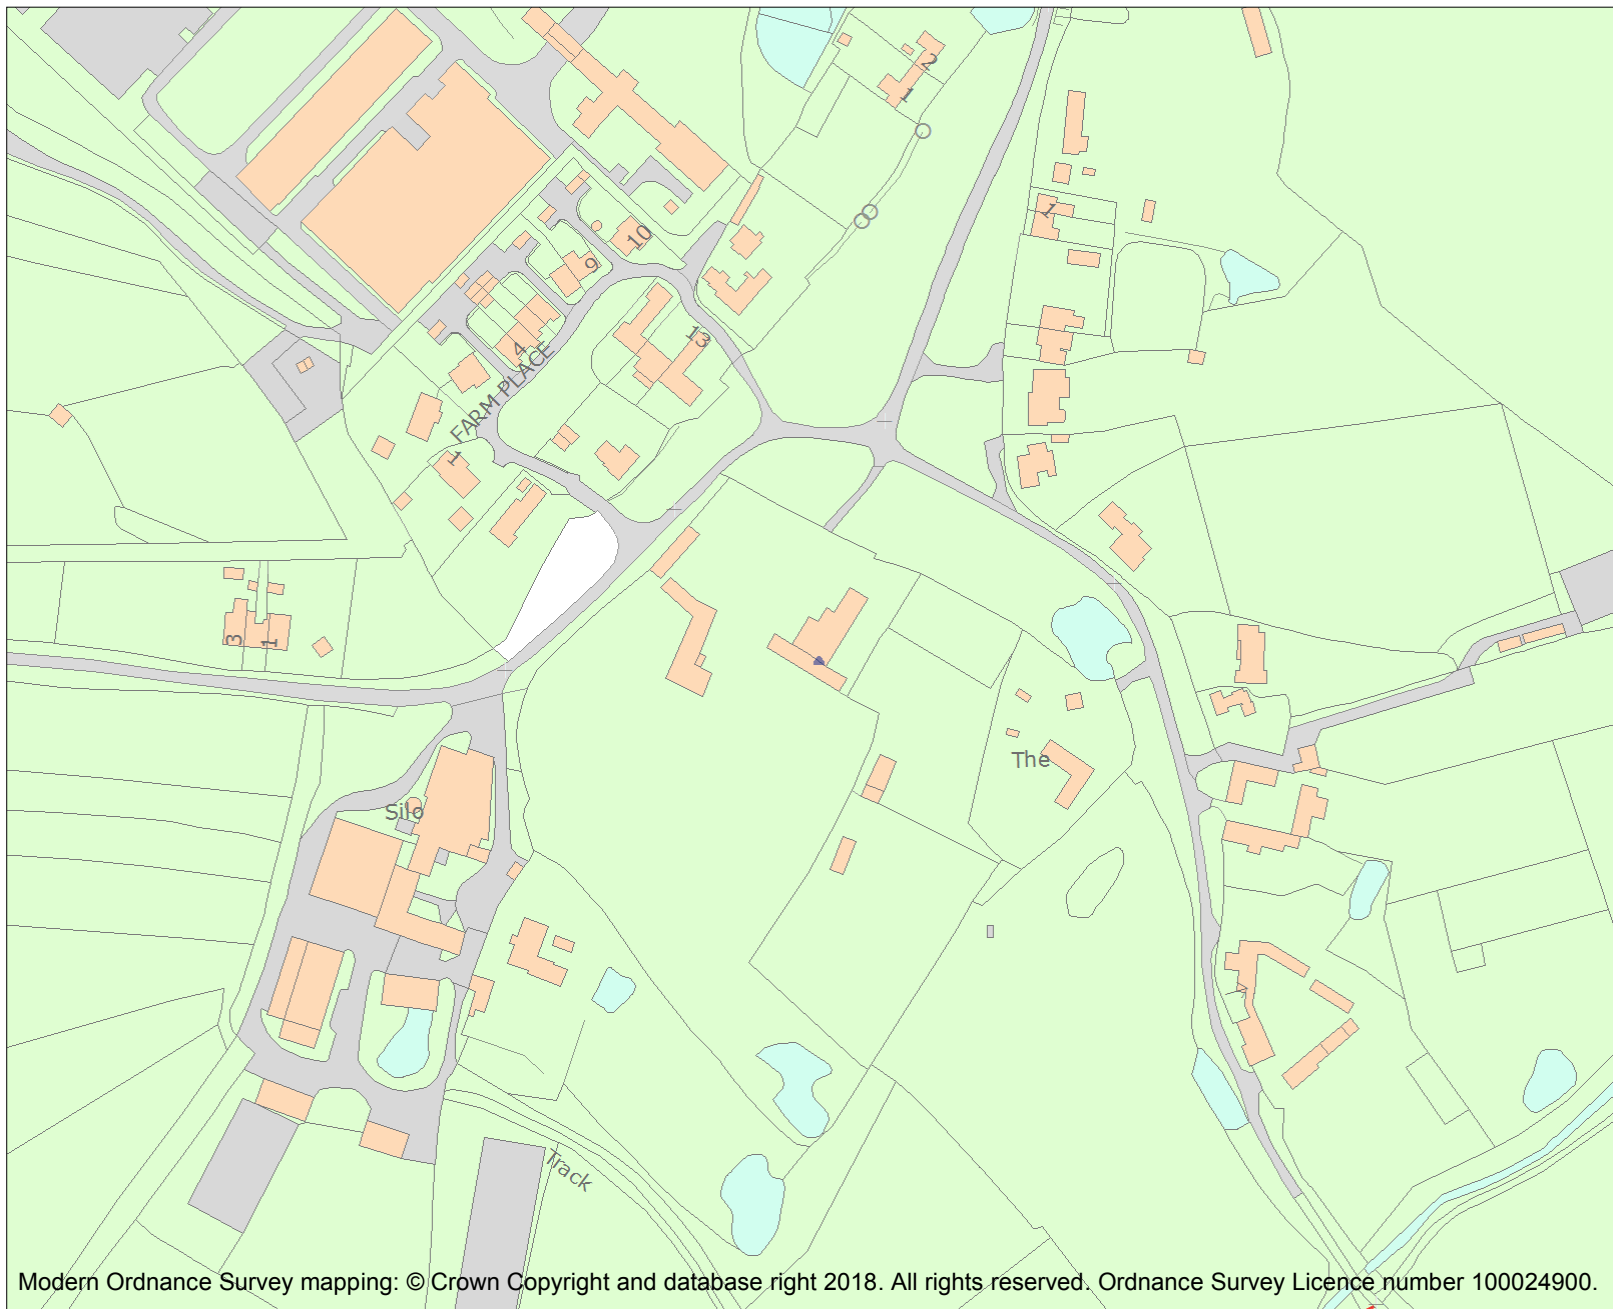 2
1
1
10
9
13
4
FARM PLACE
1
3
1
The
Silo
Track
Modern Ordnance Survey mapping: © Crown Copyright and database right 2018. All rights reserved. Ordnance Survey Licence number 100024900.